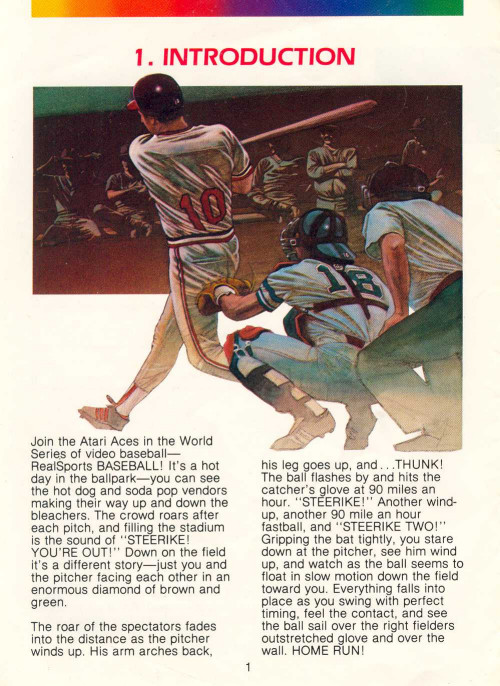 1. INTRODUCTION
10
18
Join the Atari Aces in the World
Series of video baseball—
RealSports BASEBALL! It's a hot
day in the ballpark—you can see
the hot dog and soda pop vendors
making their way up and down the
bleachers. The crowd roars after
each pitch, and filling the stadium
is the sound of "STEERIKE!
YOU'RE OUT!" Down on the field
it's a different story—just you and
the pitcher facing each other in an
enormous diamond of brown and
green.
The roar of the spectators fades
into the distance as the pitcher
winds up. His arm arches back,
his leg goes up, and...THUNK!
The ball flashes by and hits the
catcher's glove at 90 miles an
hour. "STEERIKE!" Another wind-
up, another 90 mile an hour
fastball, and "STEERIKE TWO!"
Gripping the bat tightly, you stare
down at the pitcher, see him wind
up, and watch as the ball seems to
float in slow motion down the field
toward you. Everything falls into
place as you swing with perfect
timing, feel the contact, and see
the ball sail over the right fielders
outstretched glove and over the
wall. HOME RUN!
1